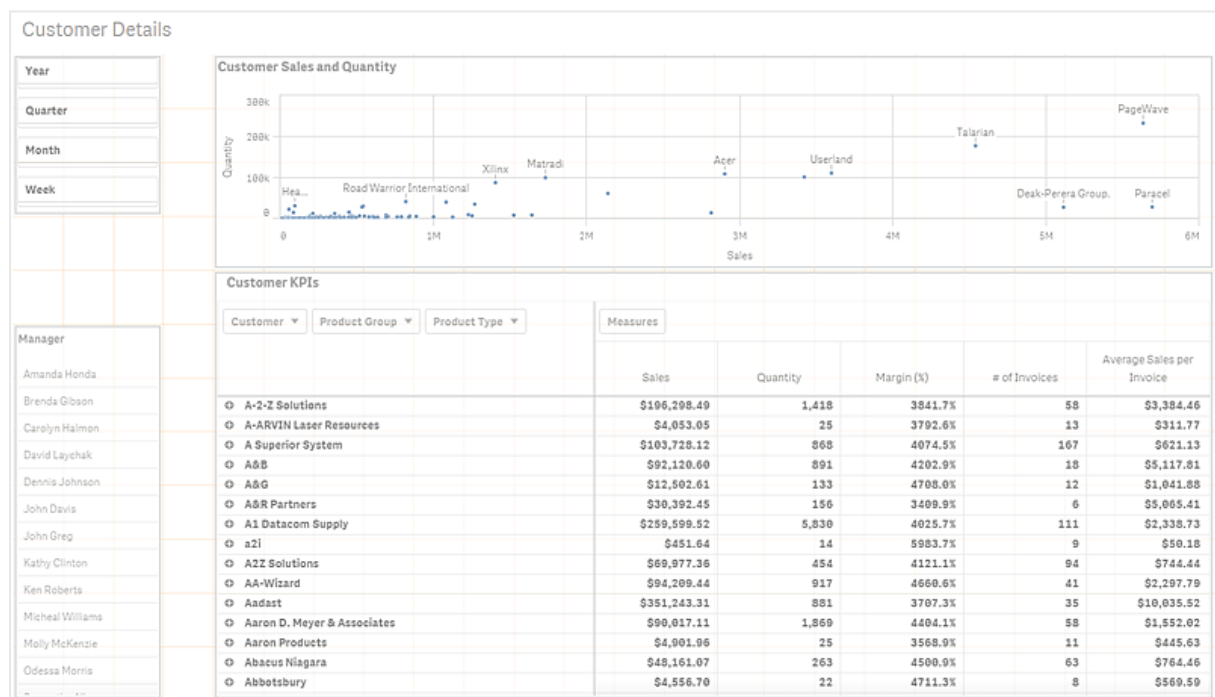 Customer Details
Year
Quarter
Month
Week
Customer Sales and Quantity
300k
200k
100k
0
Quantity
PageWave
Talarian
Acer
Userland
Matradi
Xilinx
Hea...
Road Warrior International
Deak-Perera Group.
Paracel
0 1M 2M 3M 4M 5M 6M
Sales
Customer KPIs
Customer Product Group Product Type Measures
Sales Quantity Margin (%) # of Invoices Average Sales per
Invoice
A-2-Z Solutions $196,298.49 1,418 3841.7% 58 $3,384.46
A-ARVIN Laser Resources $4,053.05 25 3792.6% 13 $311.77
A Superior System $103,728.12 868 4074.5% 167 $621.13
A&B $92,120.60 891 4202.9% 18 $5,117.81
A&G $12,502.61 133 4708.0% 12 $1,041.88
A&R Partners $30,392.45 156 3409.9% 6 $5,065.41
A1 Datacom Supply $259,599.52 5,830 4025.7% 111 $2,338.73
a2i $451.64 14 5983.7% 9 $50.18
A2Z Solutions $69,977.36 454 4121.1% 94 $744.44
AA-Wizard $94,209.44 917 4660.6% 41 $2,297.79
Aadast $351,243.31 881 3707.3% 35 $10,035.52
Aaron D. Meyer & Associates $90,017.11 1,869 4404.1% 58 $1,552.02
Aaron Products $4,901.96 25 3568.9% 11 $445.63
Abacus Niagara $48,161.07 263 4500.9% 63 $764.46
Abbotsbury $4,556.70 22 4711.3% 8 $569.59
Manager
Amanda Honda
Brenda Gibson
Carolyn Halmon
David Laychak
Dennis Johnson
John Davis
John Greg
Kathy Clinton
Ken Roberts
Micheal Williams
Molly McKenzie
Odessa Morris